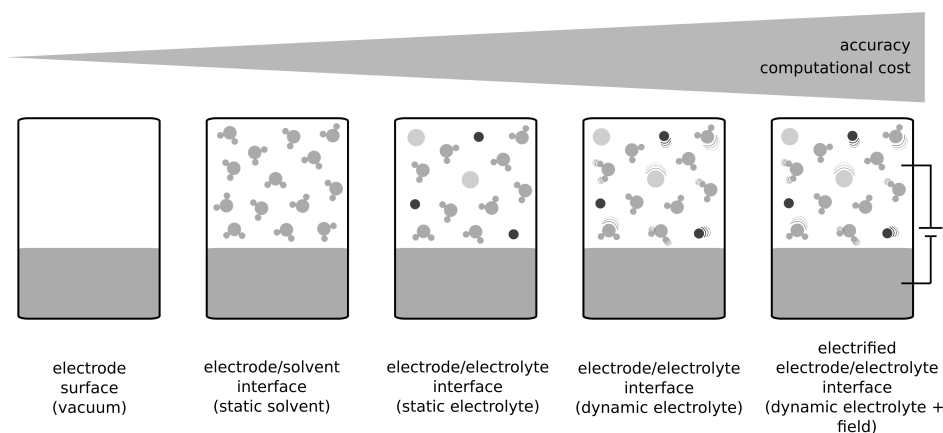 accuracy
computational cost
electrode
surface
(vacuum)
electrode/solvent
interface
(static solvent)
electrode/electrolyte
interface
(static electrolyte)
electrode/electrolyte
interface
(dynamic electrolyte)
electrified
electrode/electrolyte
interface
(dynamic electrolyte +
field)